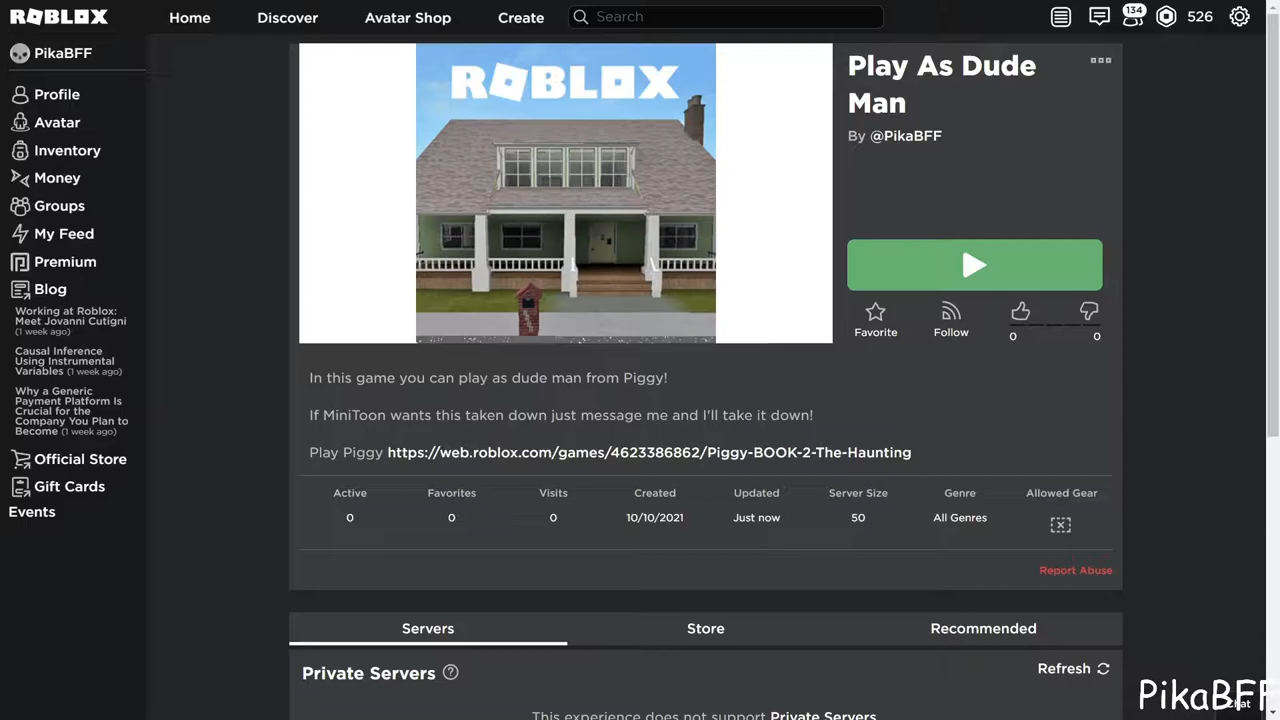 ROBLOX
Home
Discover
Avatar Shop
Create
Search
134
526
PikaBFF
Profile
Avatar
Inventory
Money
Groups
My Feed
Premium
Blog
Working at Roblox:
Meet Jovanni Cutigni
(1 week ago)
Causal Inference
Using Instrumental
Variables (1 week ago)
Why a Generic
Payment Platform Is
Crucial for the
Company You Plan to
Become (1 week ago)
Official Store
Gift Cards
Events
ROBLOX
Play As Dude
Man
By @PikaBFF
Favorite
Follow
0
0
In this game you can play as dude man from Piggy!
If MiniToon wants this taken down just message me and I'll take it down!
Play Piggy https://web.roblox.com/games/4623386862/Piggy-BOOK-2-The-Haunting
Active Favorites Visits Created Updated Server Size Genre Allowed Gear
0 0 0 10/10/2021 Just now 50 All Genres
Report Abuse
Servers
Store
Recommended
Private Servers
Refresh
This experience does not support Private Servers.
PikaBFF
Chat